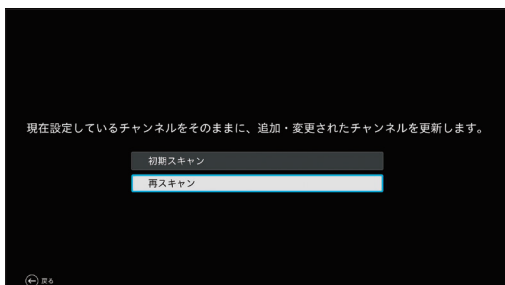 現在設定しているチャンネルをそのままに、追加・変更されたチャンネルを更新します。
初期スキャン
再スキャン
戻る